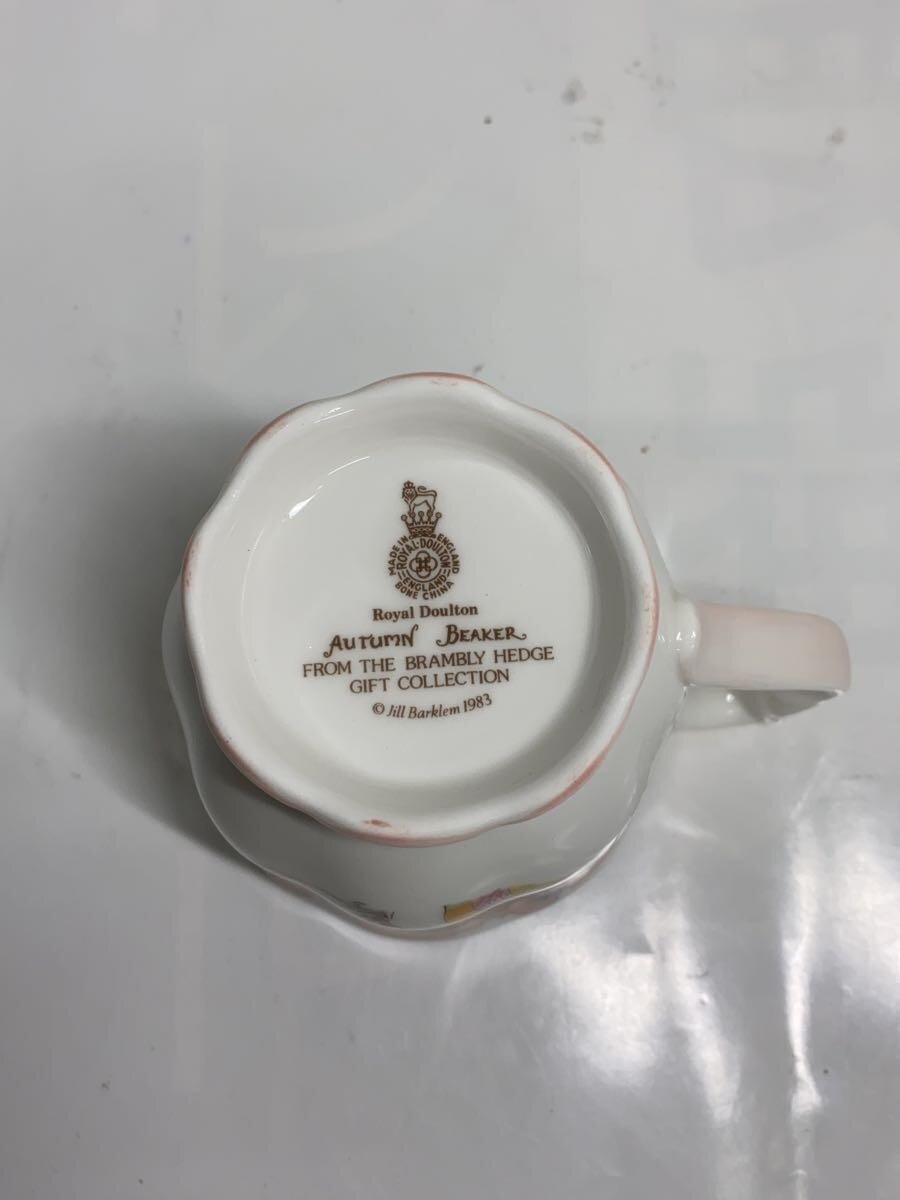 MADE IN ENGLAND
ROYAL·DOULTON
ENGLAND
BONE CHINA
Royal Doulton
AUTUMN BEAKER
FROM THE BRAMBLY HEDGE
GIFT COLLECTION
© Jill Barklem 1983